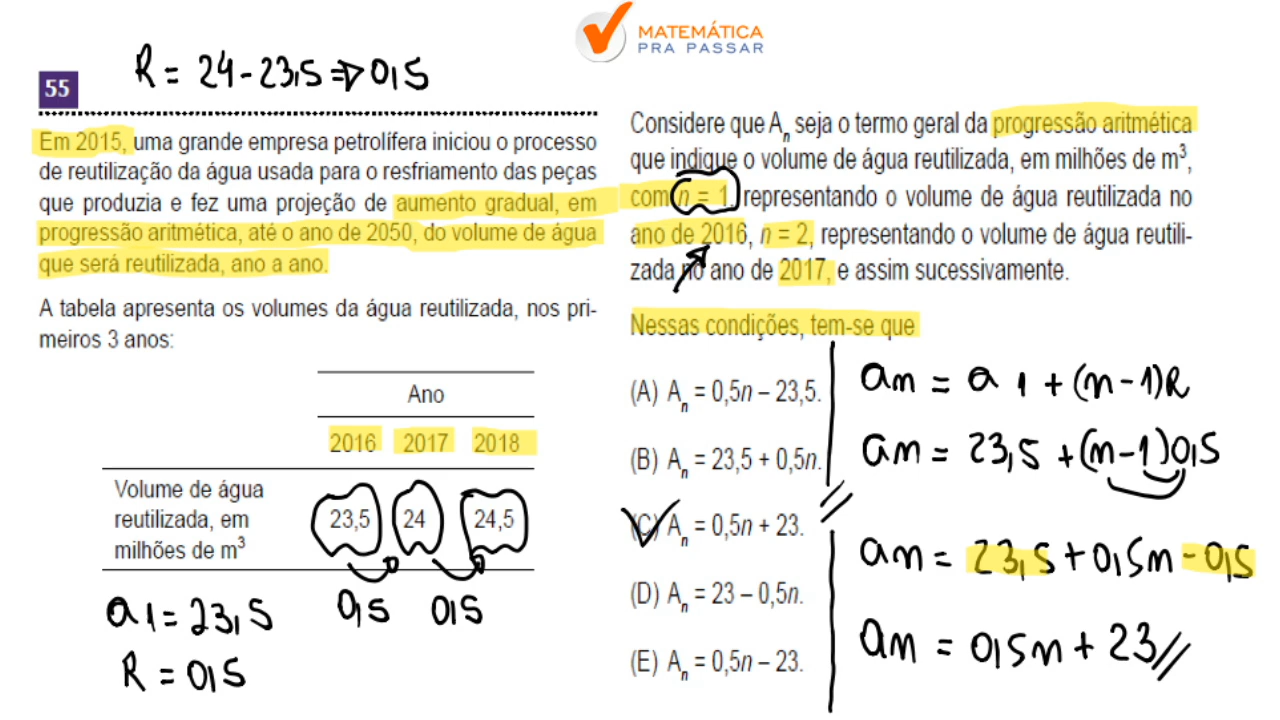 MATEMÁTICA
PRA PASSAR
R = 24 - 23,5 ⇒ 0,5
55
Em 2015, uma grande empresa petrolífera iniciou o processo
de reutilização da água usada para o resfriamento das peças
que produzia e fez uma projeção de aumento gradual, em
progressão aritmética, até o ano de 2050, do volume de água
que será reutilizada, ano a ano.
A tabela apresenta os volumes da água reutilizada, nos pri-
meiros 3 anos:
Ano
2016 2017 2018
Volume de água
reutilizada, em
milhões de m³
23,5 24 24,5
0,5 0,5
a1 = 23,5
R = 0,5
Considere que Aₙ seja o termo geral da progressão aritmética
que indique o volume de água reutilizada, em milhões de m³,
com n = 1, representando o volume de água reutilizada no
ano de 2016, n = 2, representando o volume de água reutili-
zada no ano de 2017, e assim sucessivamente.
Nessas condições, tem-se que
(A) Aₙ = 0,5n – 23,5.
(B) Aₙ = 23,5 + 0,5n.
(C) Aₙ = 0,5n + 23.
(D) Aₙ = 23 – 0,5n.
(E) Aₙ = 0,5n – 23.
an = a1 + (n-1)R
an = 23,5 + (n-1)0,5
an = 23,5 + 0,5n - 0,5
an = 0,5n + 23//